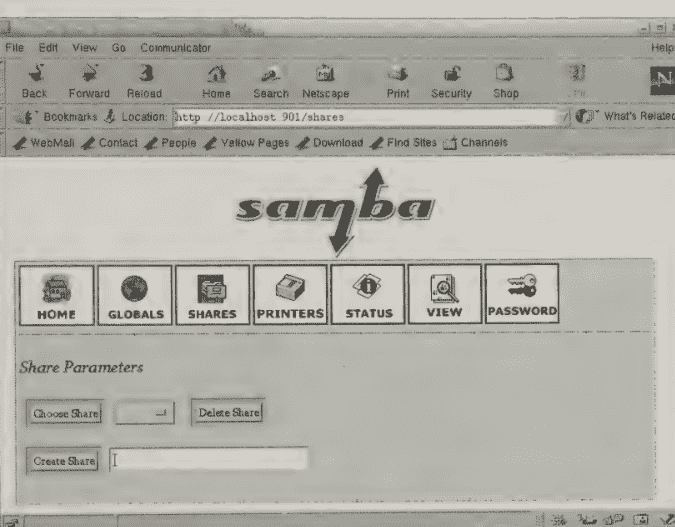 File Edit View Go Communicator Help
Back Forward Reload Home Search Netscape Print Security Shop
Bookmarks Location: http //localhost 901/shares What's Related
WebMail Contact People Yellow Pages Download Find Sites Channels
samba
HOME GLOBALS SHARES PRINTERS STATUS VIEW PASSWORD
Share Parameters
Choose Share Delete Share
Create Share